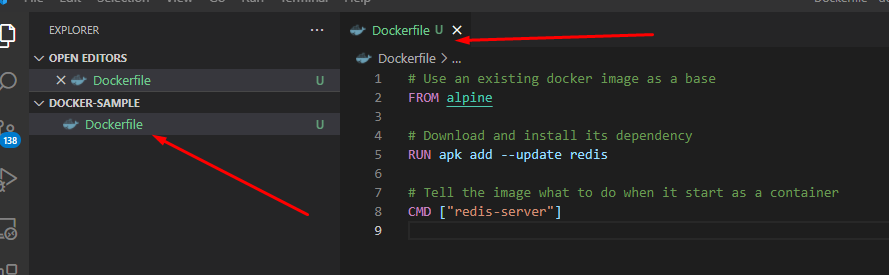 File Edit Selection View Go Run Terminal Help Dockerfile -
EXPLORER ...
OPEN EDITORS
Dockerfile U
DOCKER-SAMPLE
Dockerfile U
138
Dockerfile U
Dockerfile > ...
1 # Use an existing docker image as a base
2 FROM alpine
3
4 # Download and install its dependency
5 RUN apk add --update redis
6
7 # Tell the image what to do when it start as a container
8 CMD ["redis-server"]
9